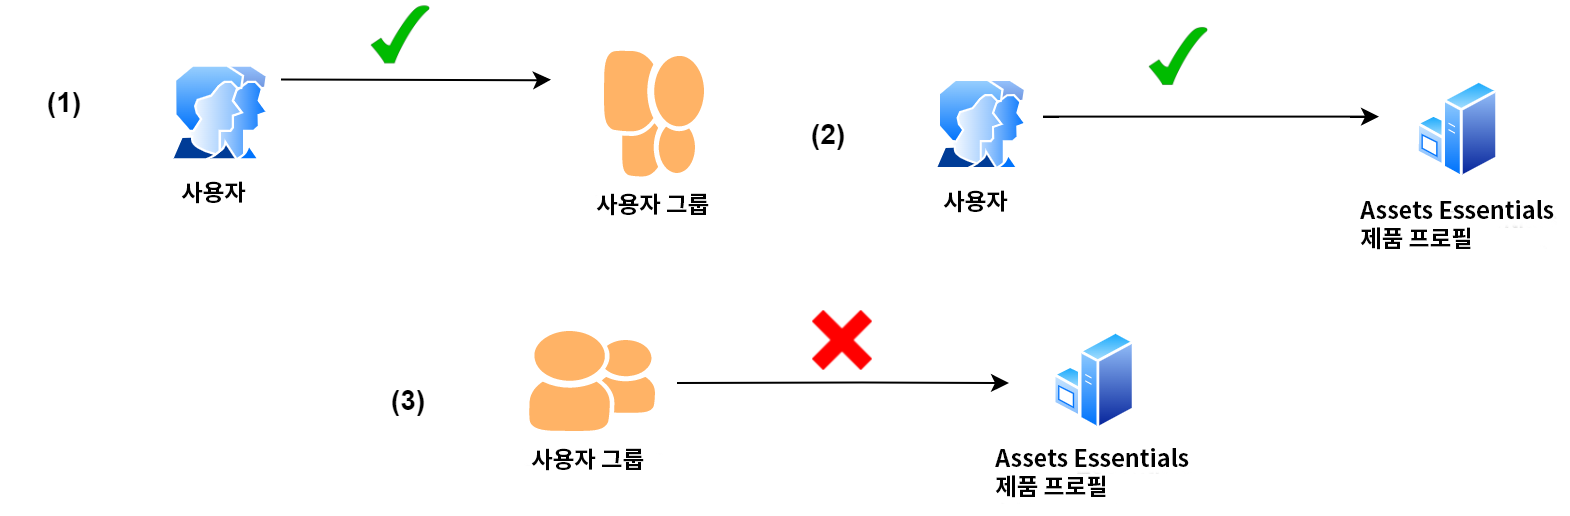 (1)
사용자
사용자 그룹
(2)
사용자
Assets Essentials
제품 프로필
(3)
사용자 그룹
Assets Essentials
제품 프로필